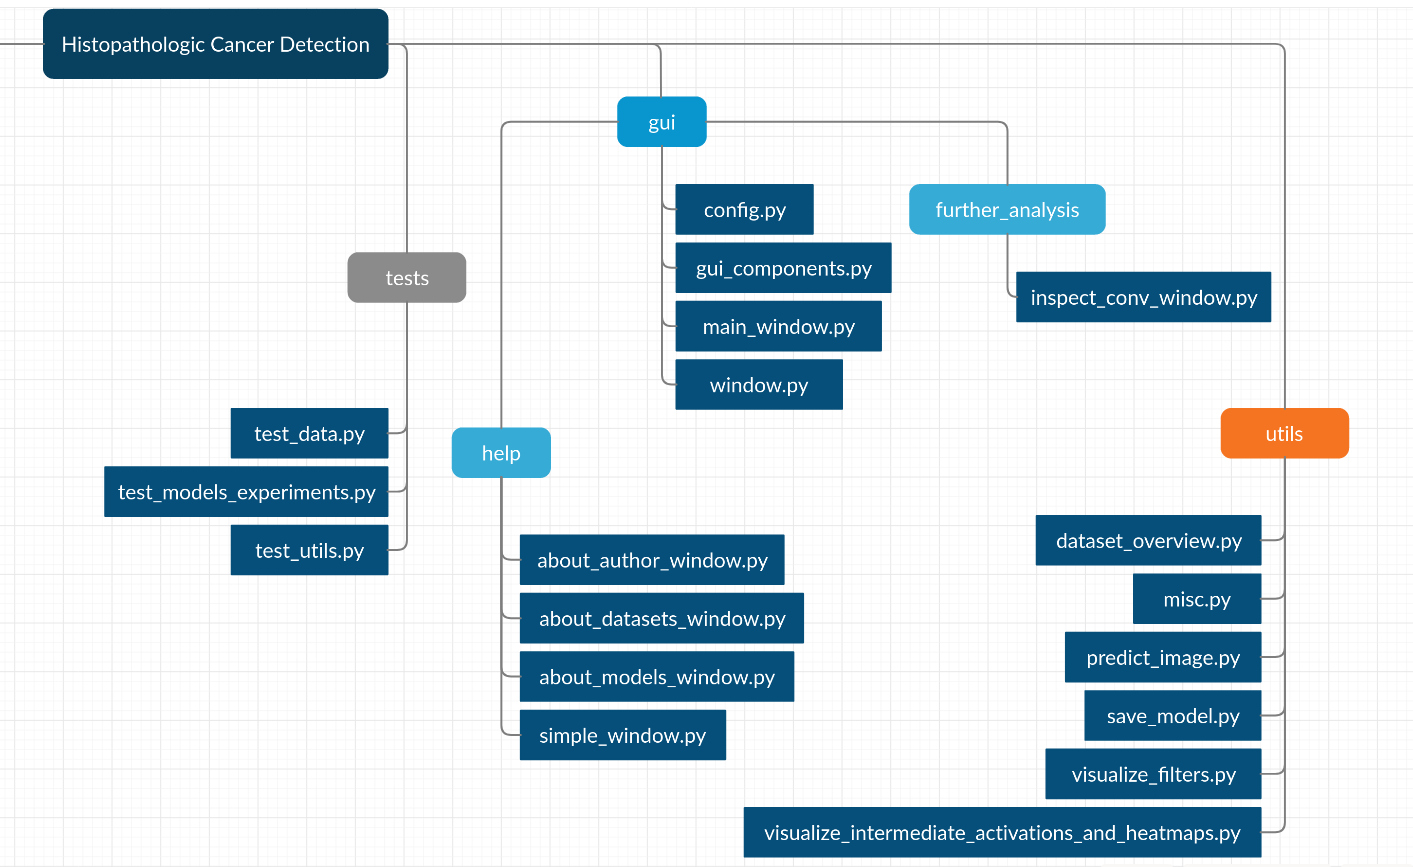 Histopathologic Cancer Detection
gui
config.py
gui_components.py
main_window.py
window.py
further_analysis
inspect_conv_window.py
tests
test_data.py
test_models_experiments.py
test_utils.py
help
about_author_window.py
about_datasets_window.py
about_models_window.py
simple_window.py
utils
dataset_overview.py
misc.py
predict_image.py
save_model.py
visualize_filters.py
visualize_intermediate_activations_and_heatmaps.py